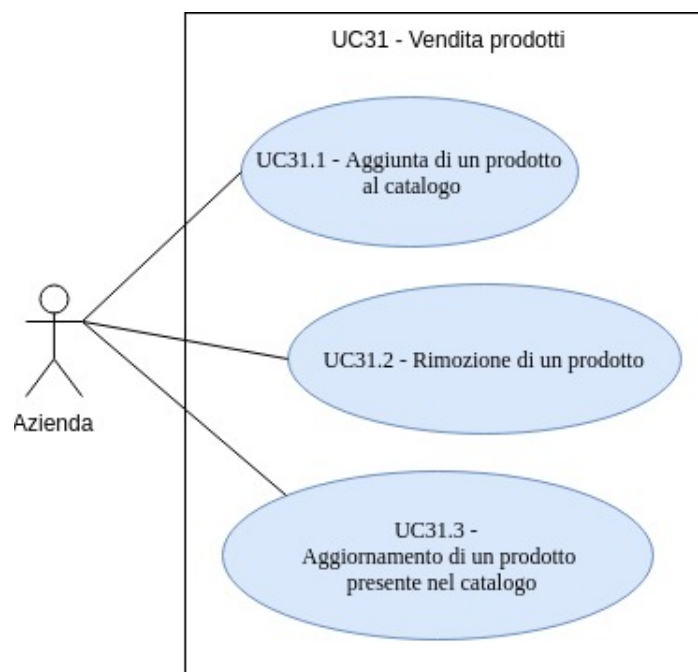 UC31 - Vendita prodotti
UC31.1 - Aggiunta di un prodotto
al catalogo
UC31.2 - Rimozione di un prodotto
Azienda
UC31.3 -
Aggiornamento di un prodotto
presente nel catalogo